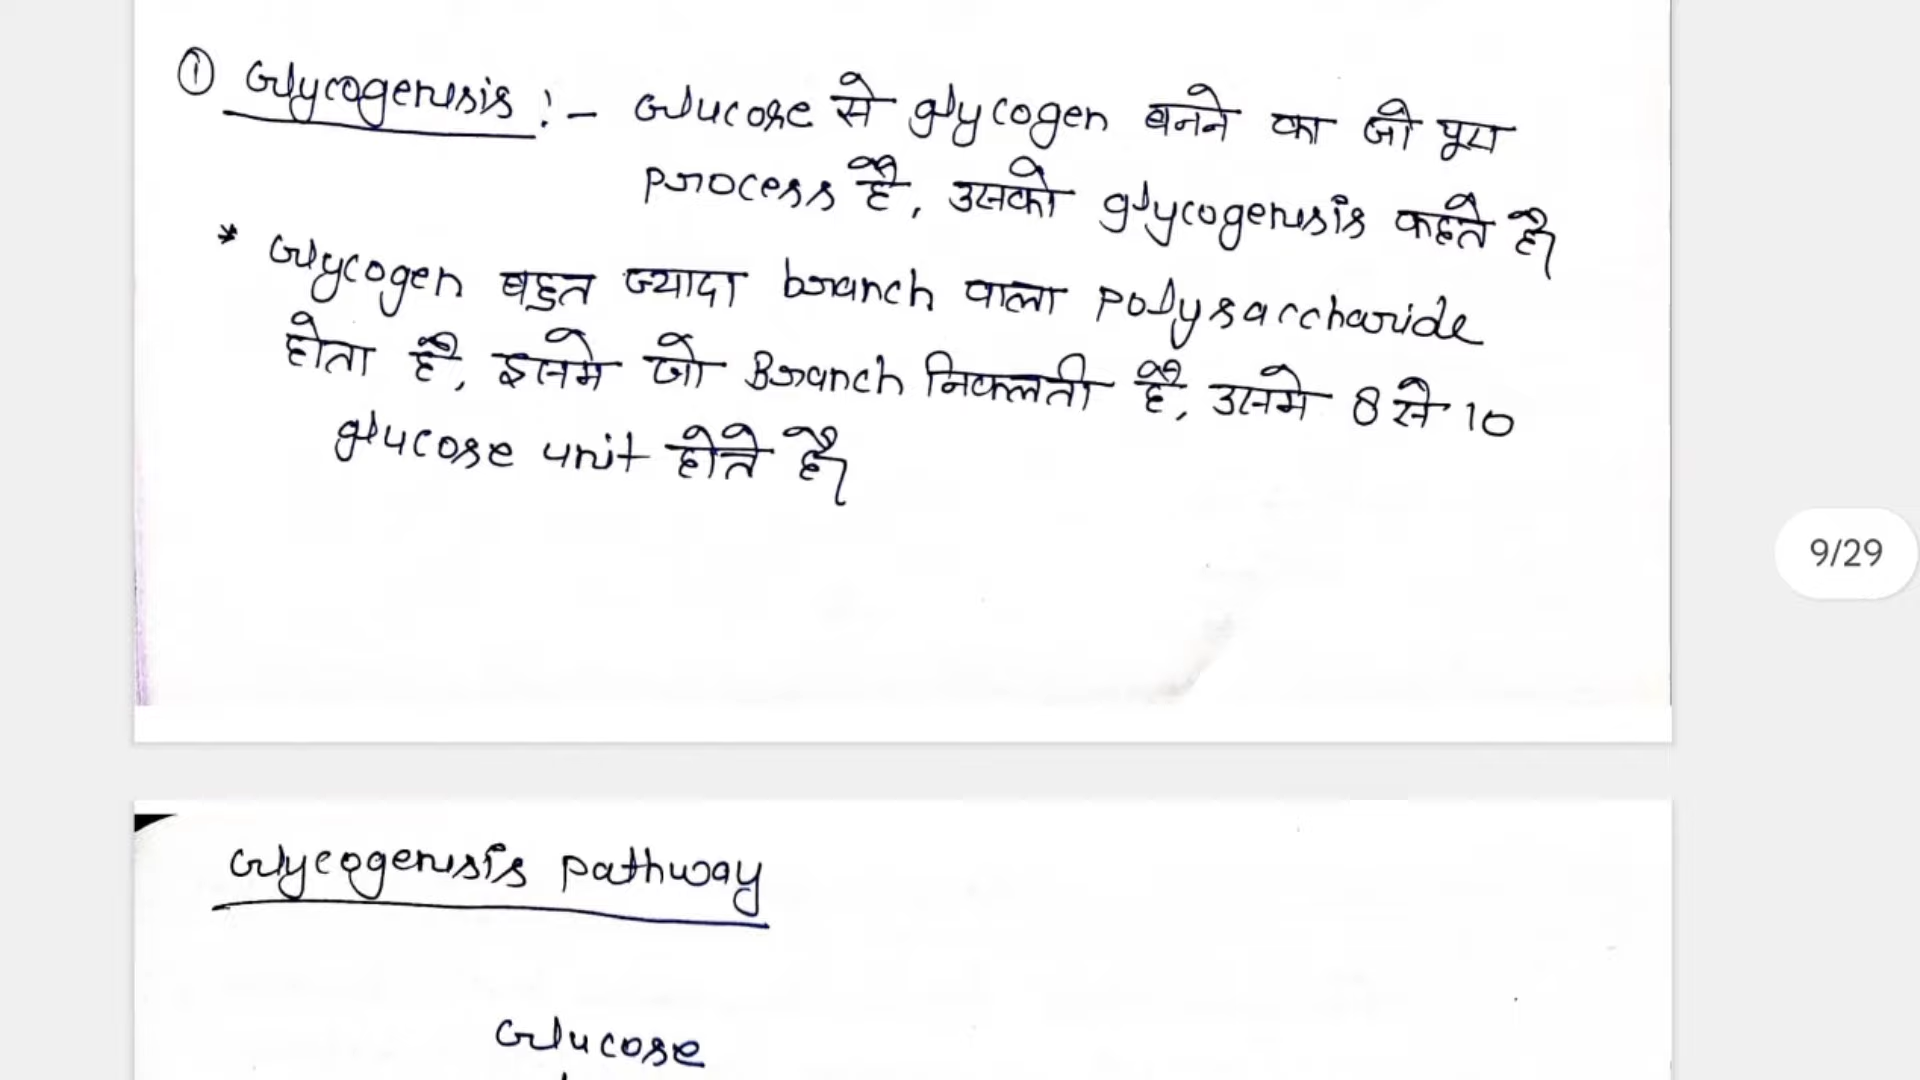 ① Glycogenesis :- Glucose से glycogen बनने का जो पूरा
process है, उसको glycogenesis कहते है।
* Glycogen बहुत ज्यादा branch वाला polysaccharide
होता है, इसमे जो Branch निकलती है, उसमे 8 से 10
glucose unit होते है।
9/29
Glycogenesis pathway
Glucose